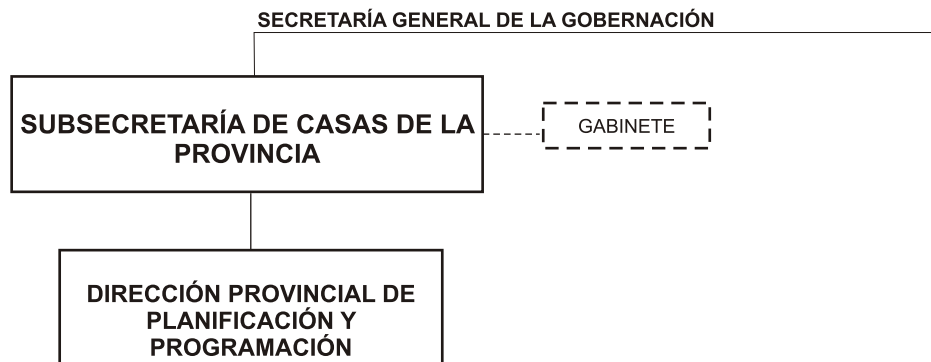 SECRETARÍA GENERAL DE LA GOBERNACIÓN
SUBSECRETARÍA DE CASAS DE LA
PROVINCIA
GABINETE
DIRECCIÓN PROVINCIAL DE
PLANIFICACIÓN Y
PROGRAMACIÓN